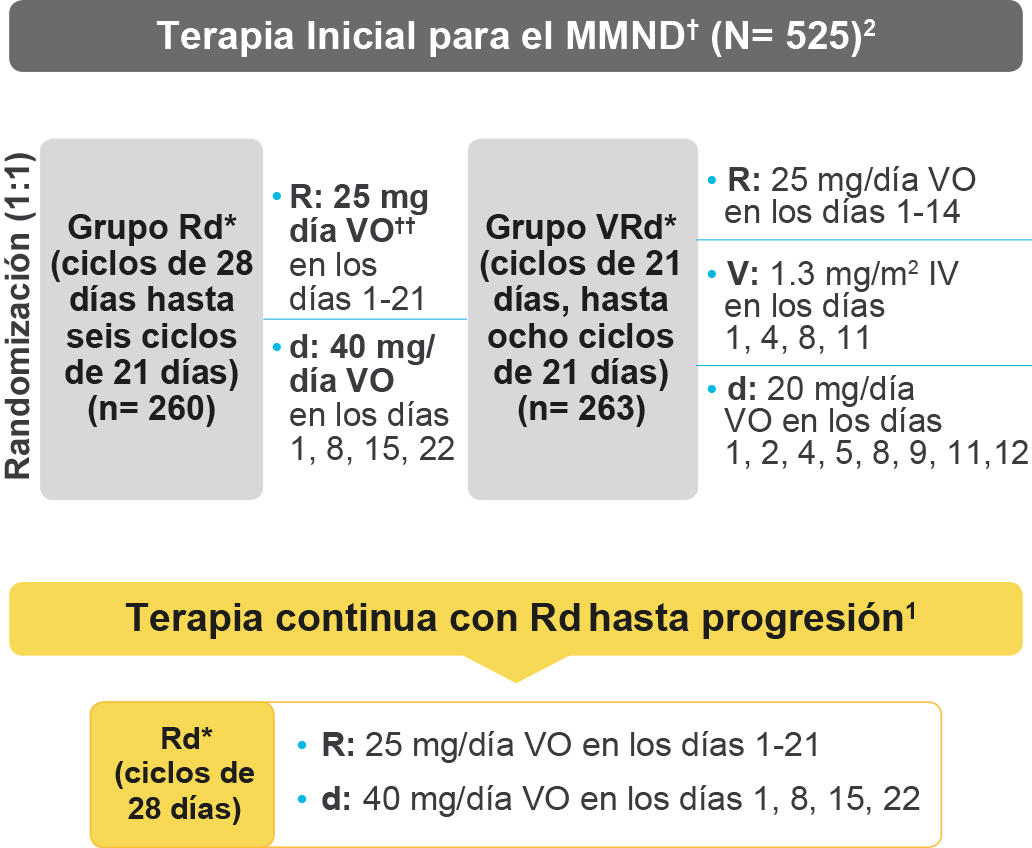 Terapia Inicial para el MMND† (N= 525)²
Randomización (1:1)
Grupo Rd*
(ciclos de 28
días hasta
seis ciclos
de 21 días)
(n= 260)
• R: 25 mg
día VO††
en los
días 1-21
• d: 40 mg/
día VO
en los días
1, 8, 15, 22
Grupo VRd*
(ciclos de 21
días, hasta
ocho ciclos
de 21 días)
(n= 263)
• R: 25 mg/día VO
en los días 1-14
• V: 1.3 mg/m² IV
en los días
1, 4, 8, 11
• d: 20 mg/día
VO en los días
1, 2, 4, 5, 8, 9, 11,12
Terapia continua con Rd hasta progresión¹
Rd*
(ciclos de
28 días)
• R: 25 mg/día VO en los días 1-21
• d: 40 mg/día VO en los días 1, 8, 15, 22